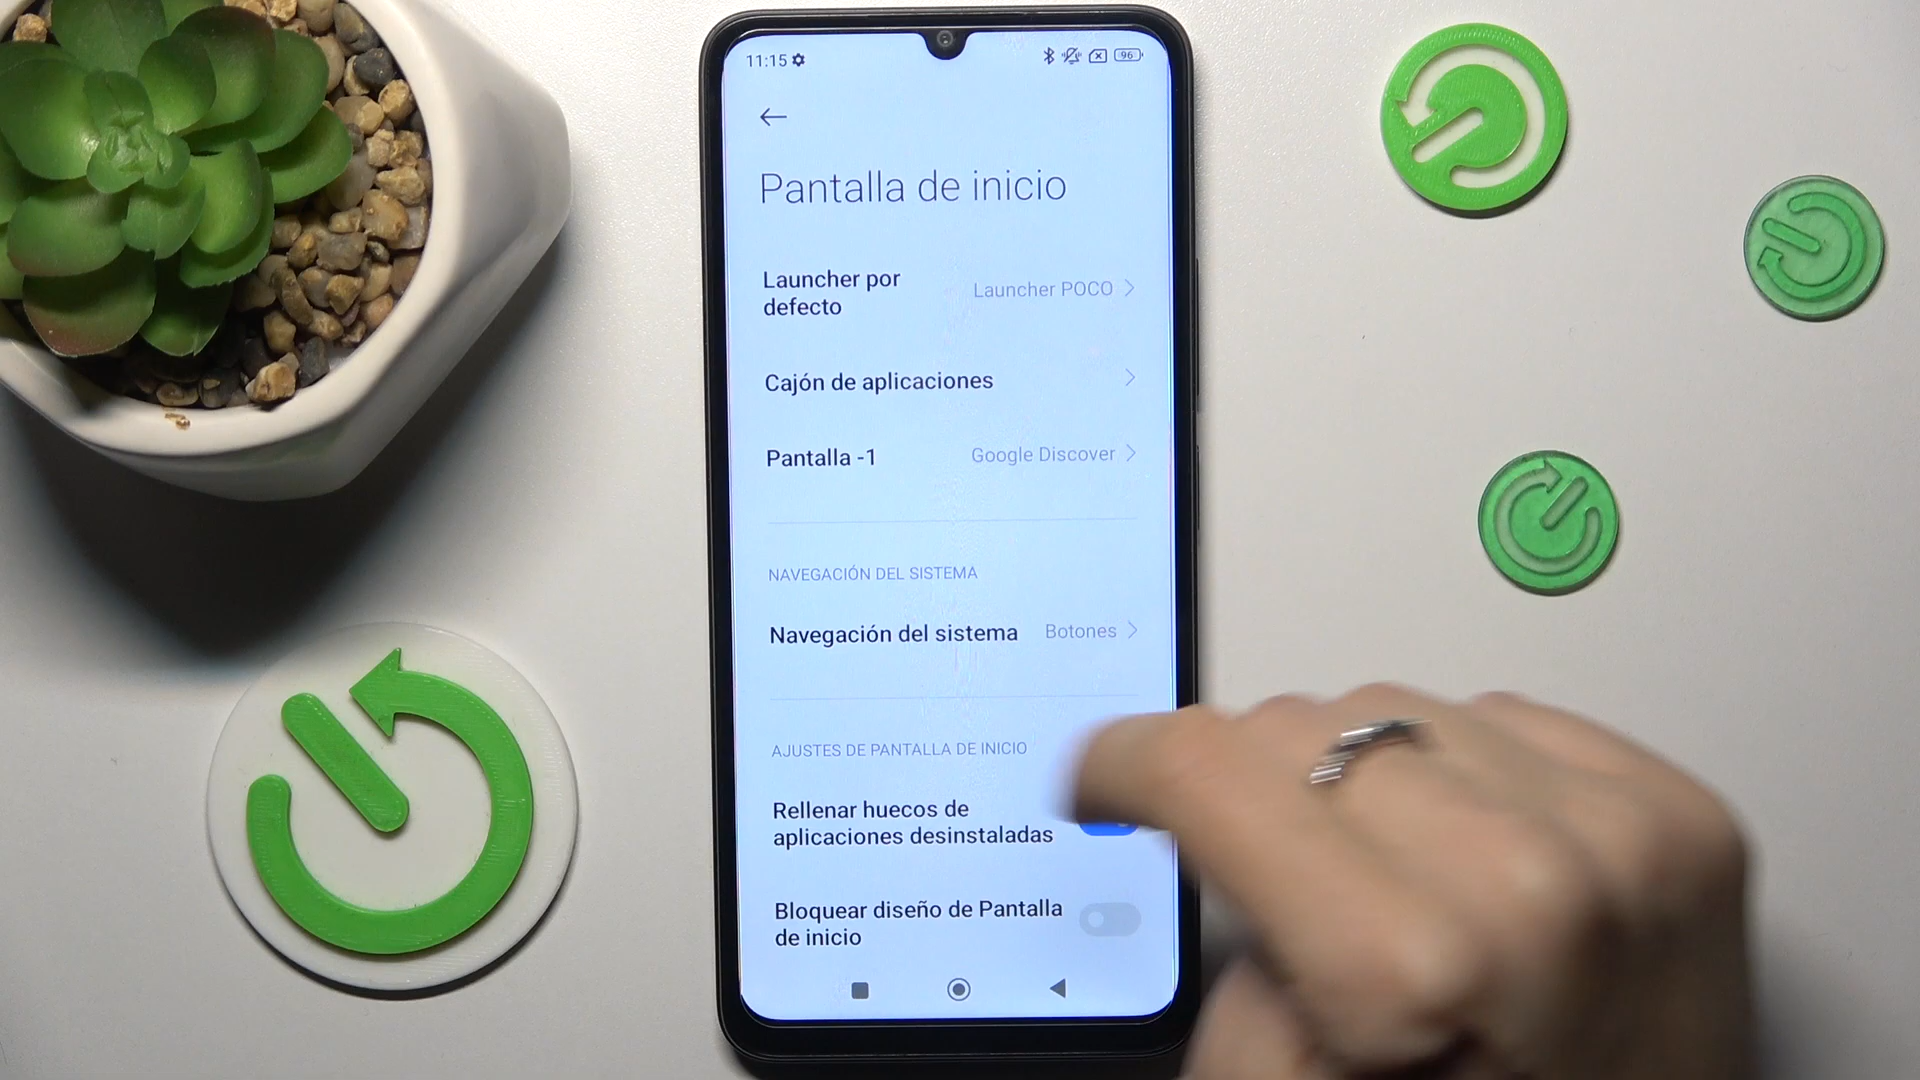 11:15
96
Pantalla de inicio
Launcher por
defecto
Launcher POCO
Cajón de aplicaciones
Pantalla -1
Google Discover
NAVEGACIÓN DEL SISTEMA
Navegación del sistema
Botones
AJUSTES DE PANTALLA DE INICIO
Rellenar huecos de
aplicaciones desinstaladas
Bloquear diseño de Pantalla
de inicio